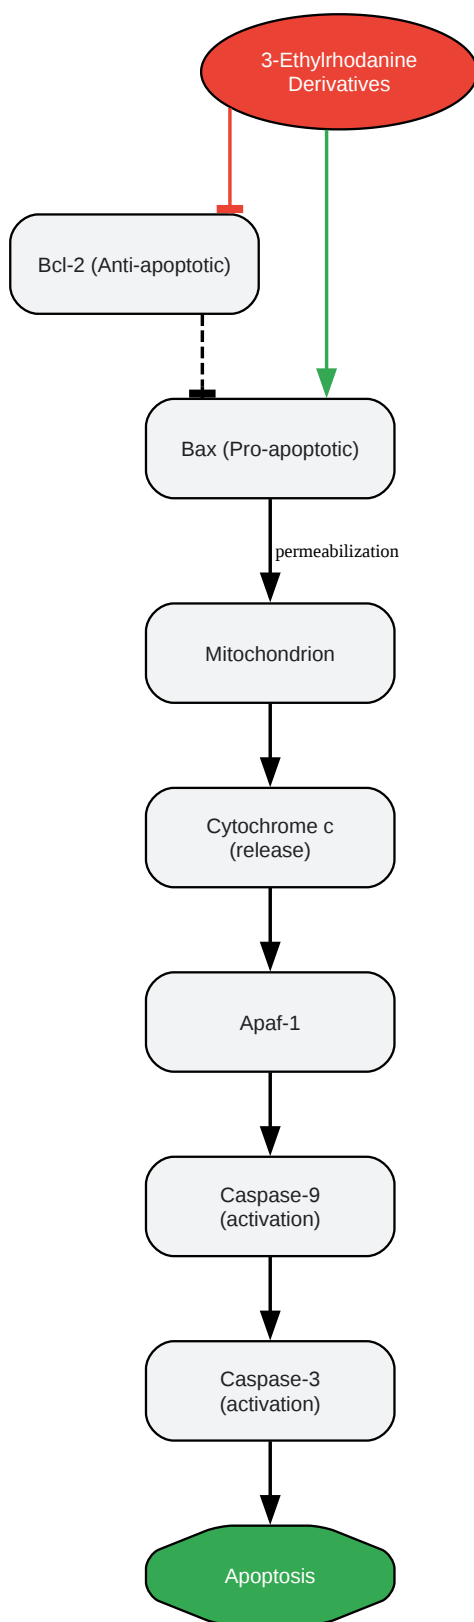 3-Ethylrhodanine
Derivatives
Bcl-2 (Anti-apoptotic)
Bax (Pro-apoptotic)
permeabilization
Mitochondrion
Cytochrome c
(release)
Apaf-1
Caspase-9
(activation)
Caspase-3
(activation)
Apoptosis